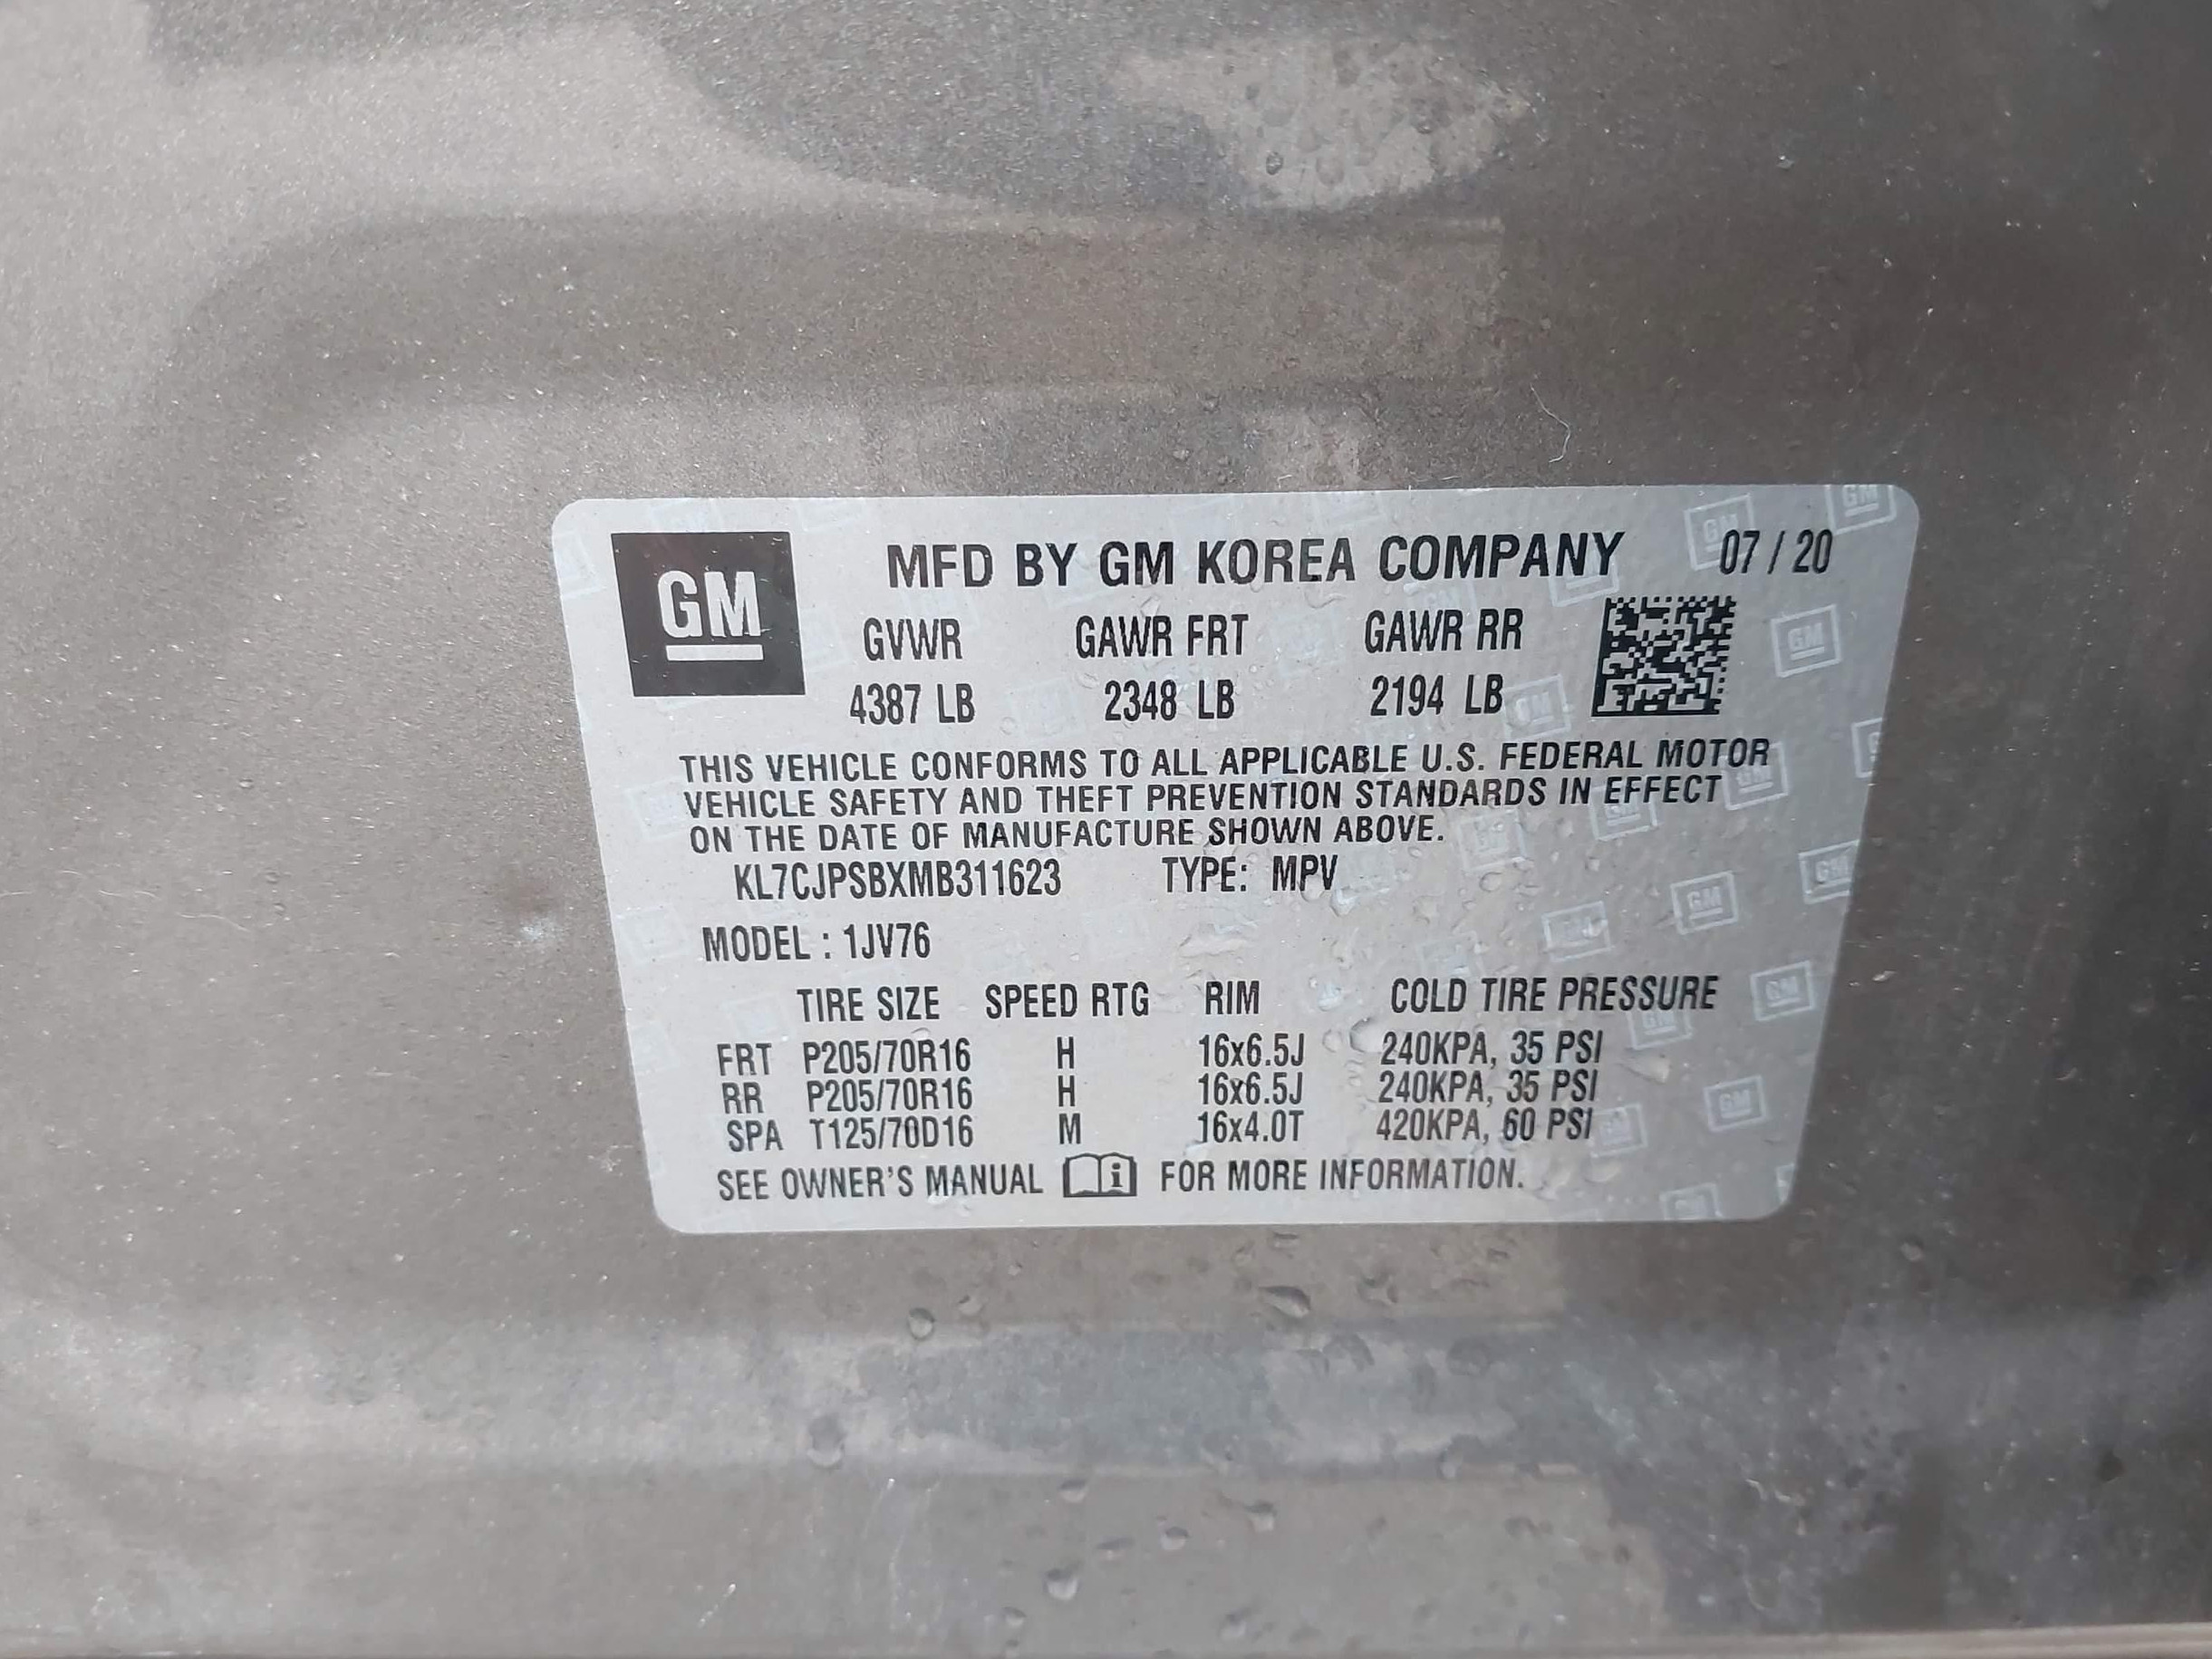 GM
MFD BY GM KOREA COMPANY 07 / 20
GVWR GAWR FRT GAWR RR
4387 LB 2348 LB 2194 LB
THIS VEHICLE CONFORMS TO ALL APPLICABLE U.S. FEDERAL MOTOR
VEHICLE SAFETY AND THEFT PREVENTION STANDARDS IN EFFECT
ON THE DATE OF MANUFACTURE SHOWN ABOVE.
KL7CJPSBXMB311623 TYPE: MPV
MODEL : 1JV76
TIRE SIZE SPEED RTG RIM COLD TIRE PRESSURE
FRT P205/70R16 H 16x6.5J 240KPA, 35 PSI
RR P205/70R16 H 16x6.5J 240KPA, 35 PSI
SPA T125/70D16 M 16x4.0T 420KPA, 60 PSI
SEE OWNER'S MANUAL i FOR MORE INFORMATION.